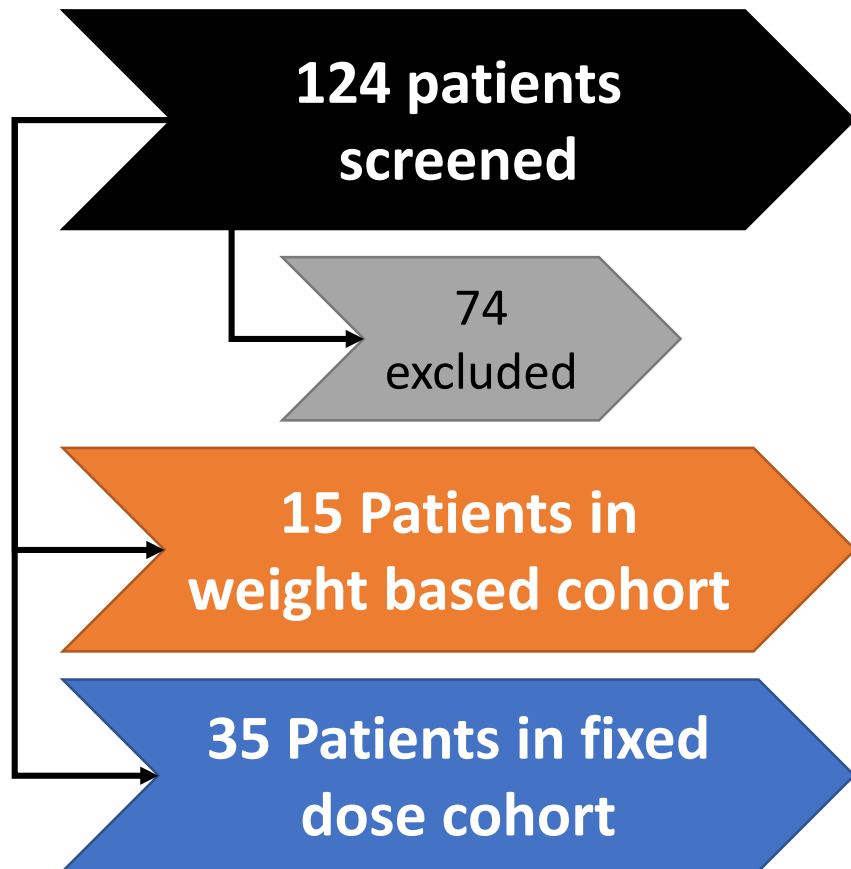 124 patients
screened
74
excluded
15 Patients in
weight based cohort
35 Patients in fixed
dose cohort